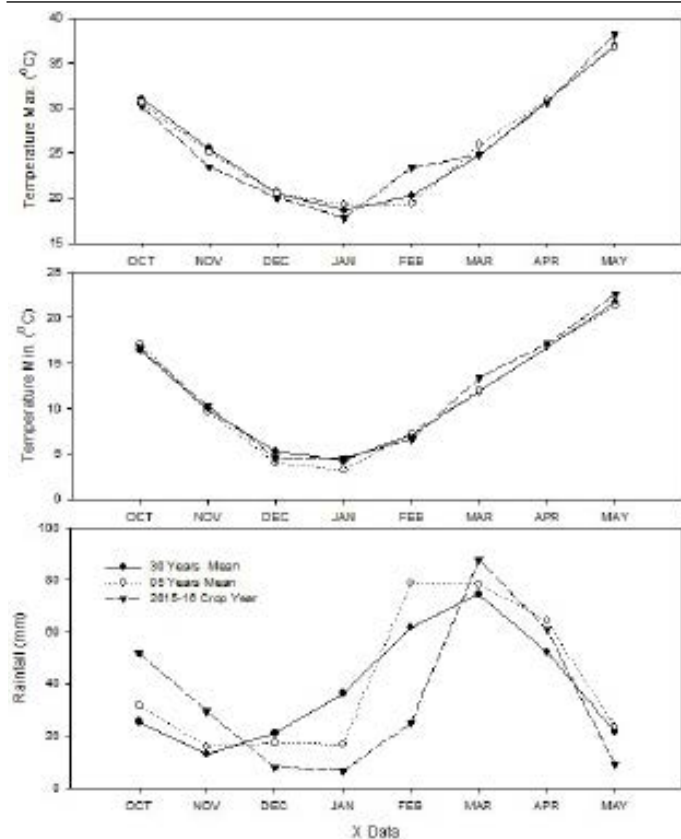 40
35
30
25
20
15
Temperature Max. (⁰C)
OCT NOV DEC JAN FEB MAR APR MAY
25
20
15
10
5
0
Temperature Min. (⁰C)
OCT NOV DEC JAN FEB MAR APR MAY
100
80
60
40
20
0
Rainfall (mm)
30 Years Mean
05 Years Mean
2015-16 Crop Year
OCT NOV DEC JAN FEB MAR APR MAY
X Data